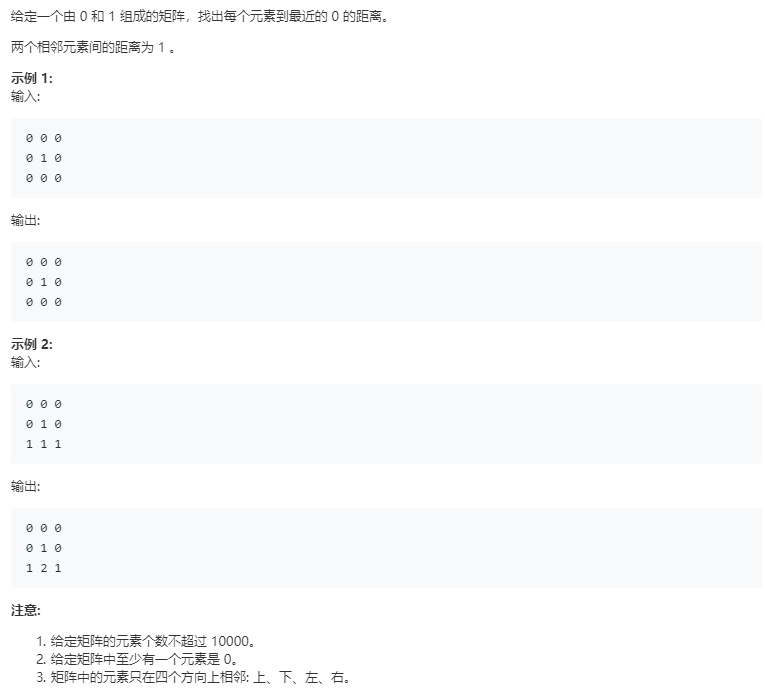 给定一个由 0 和 1 组成的矩阵，找出每个元素到最近的 0 的距离。
两个相邻元素间的距离为 1 。
示例 1:
输入:
0 0 0
0 1 0
0 0 0
输出:
0 0 0
0 1 0
0 0 0
示例 2:
输入:
0 0 0
0 1 0
1 1 1
输出:
0 0 0
0 1 0
1 2 1
注意:
1. 给定矩阵的元素个数不超过 10000。
2. 给定矩阵中至少有一个元素是 0。
3. 矩阵中的元素只在四个方向上相邻: 上、下、左、右。